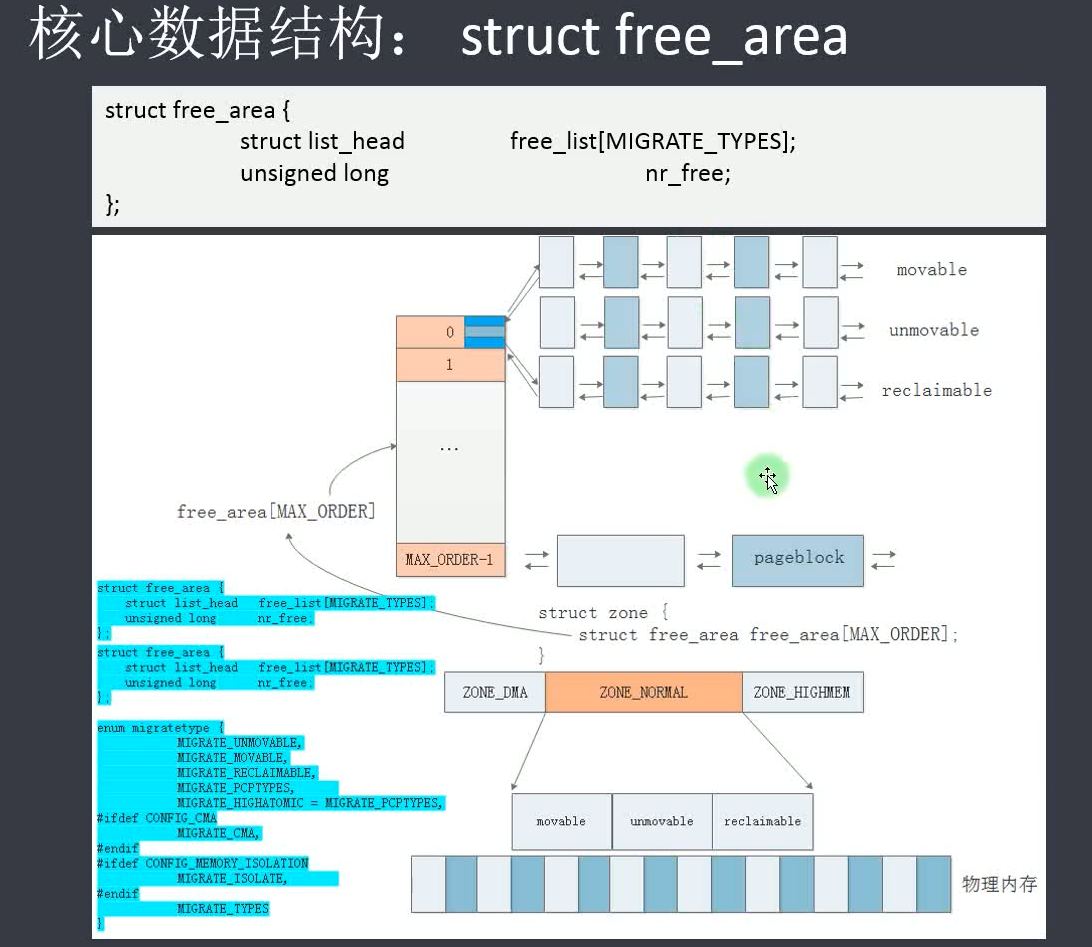 核心数据结构： struct free_area
struct free_area {
struct list_head free_list[MIGRATE_TYPES];
unsigned long nr_free;
};
movable
unmovable
reclaimable
0
1
...
MAX_ORDER-1
free_area[MAX_ORDER]
pageblock
struct free_area {
struct list_head free_list[MIGRATE_TYPES];
unsigned long nr_free;
};
struct free_area {
struct list_head free_list[MIGRATE_TYPES];
unsigned long nr_free;
};
struct zone {
struct free_area free_area[MAX_ORDER];
}
ZONE_DMA ZONE_NORMAL ZONE_HIGHMEM
enum migratetype {
MIGRATE_UNMOVABLE,
MIGRATE_MOVABLE,
MIGRATE_RECLAIMABLE,
MIGRATE_PCPTYPES,
MIGRATE_HIGHATOMIC = MIGRATE_PCPTYPES,
#ifdef CONFIG_CMA
MIGRATE_CMA,
#endif
#ifdef CONFIG_MEMORY_ISOLATION
MIGRATE_ISOLATE,
#endif
MIGRATE_TYPES
}
movable unmovable reclaimable
物理内存